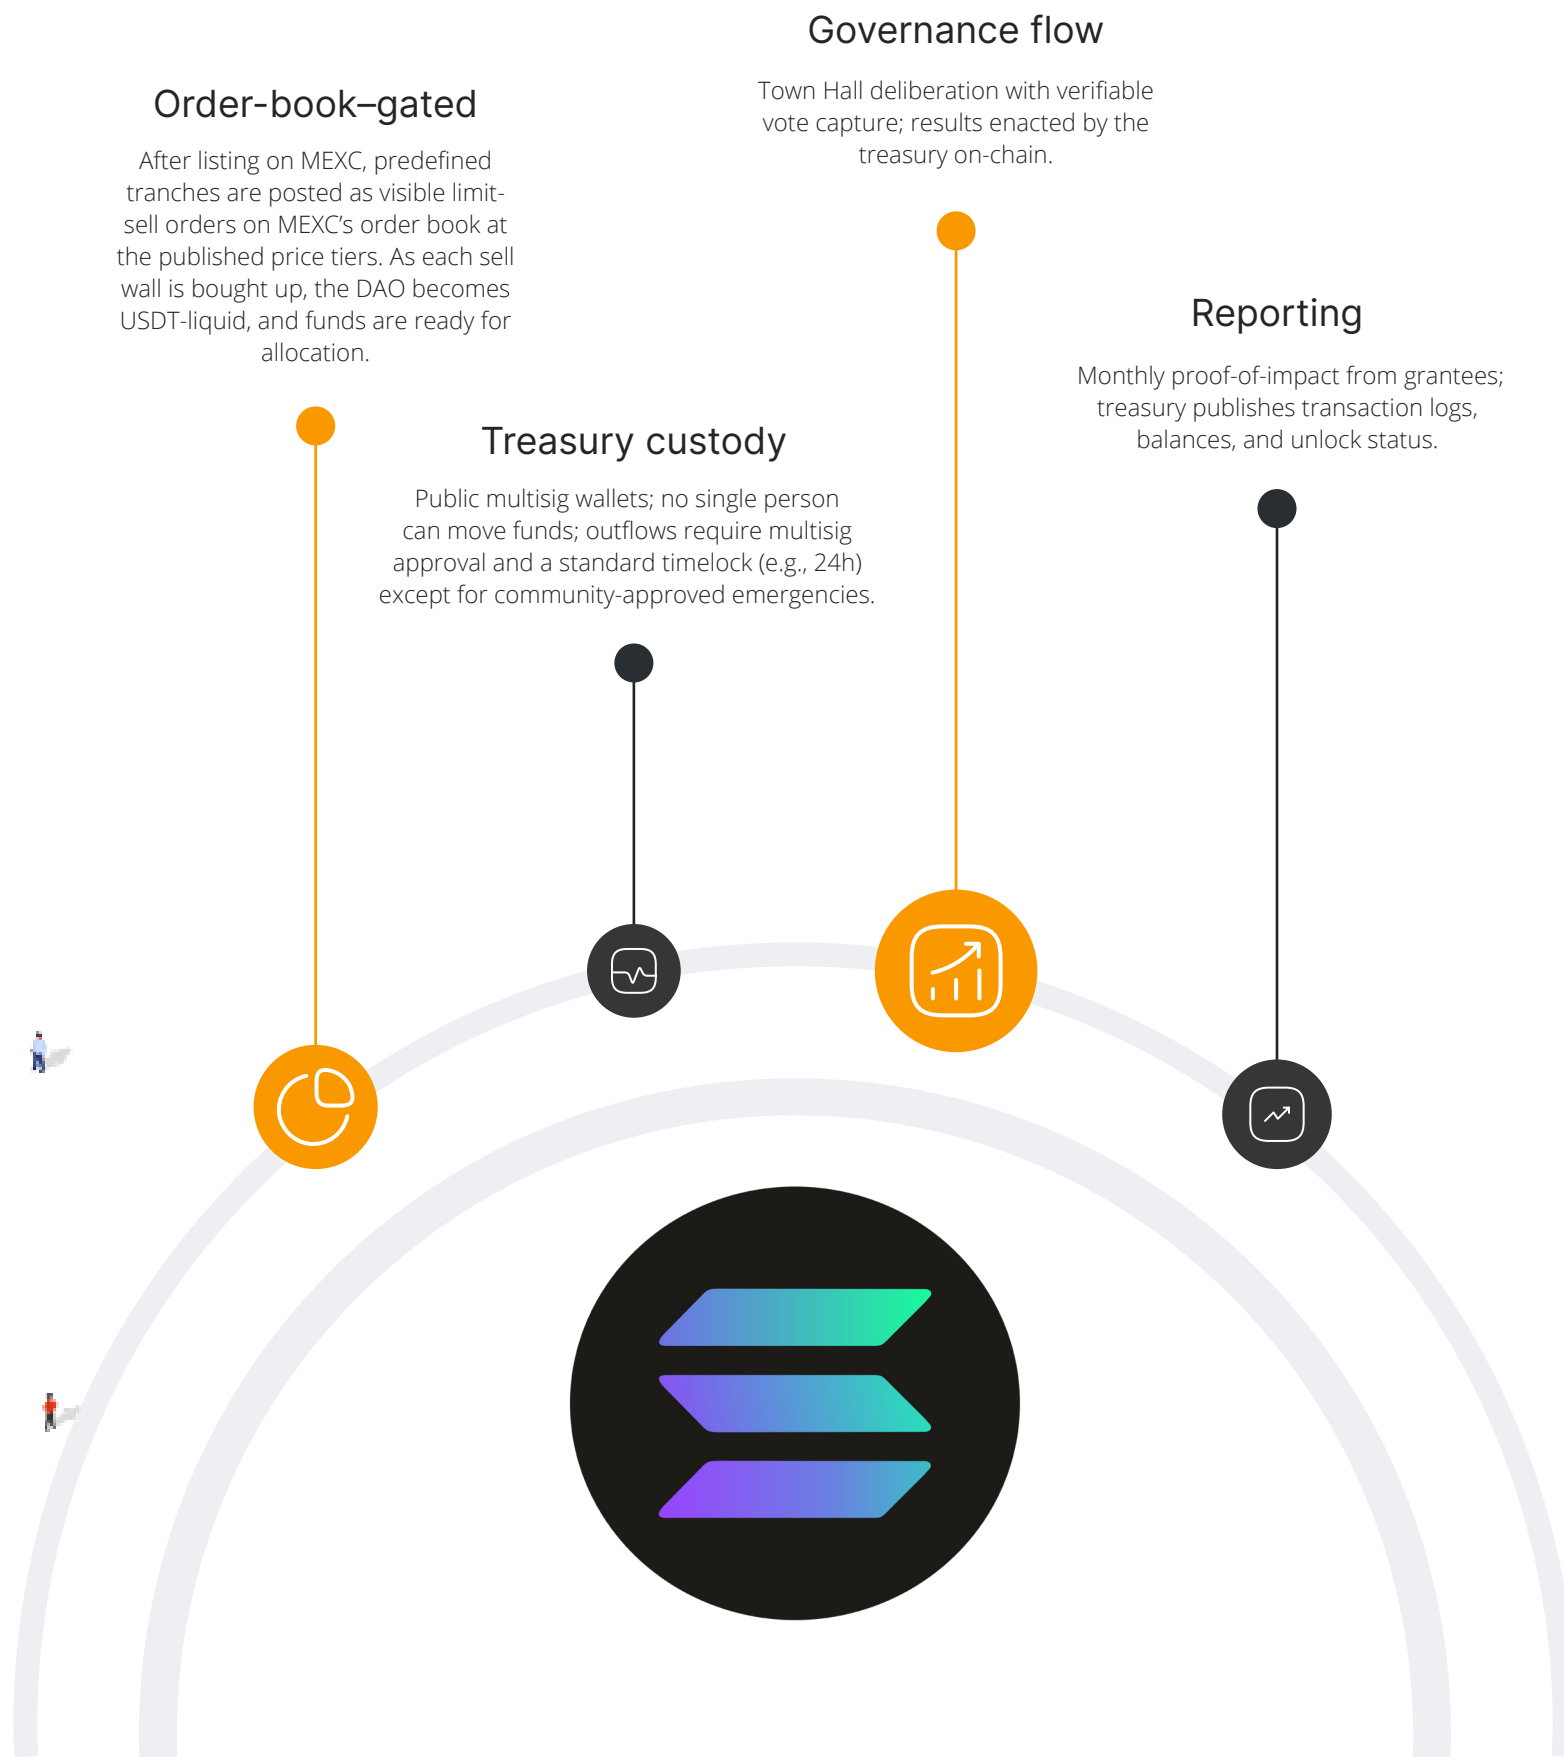 Governance flow
Town Hall deliberation with verifiable
vote capture; results enacted by the
treasury on-chain.
Order-book–gated
After listing on MEXC, predefined
tranches are posted as visible limit-
sell orders on MEXC’s order book at
the published price tiers. As each sell
wall is bought up, the DAO becomes
USDT-liquid, and funds are ready for
allocation.
Reporting
Monthly proof-of-impact from grantees;
treasury publishes transaction logs,
balances, and unlock status.
Treasury custody
Public multisig wallets; no single person
can move funds; outflows require multisig
approval and a standard timelock (e.g., 24h)
except for community-approved emergencies.